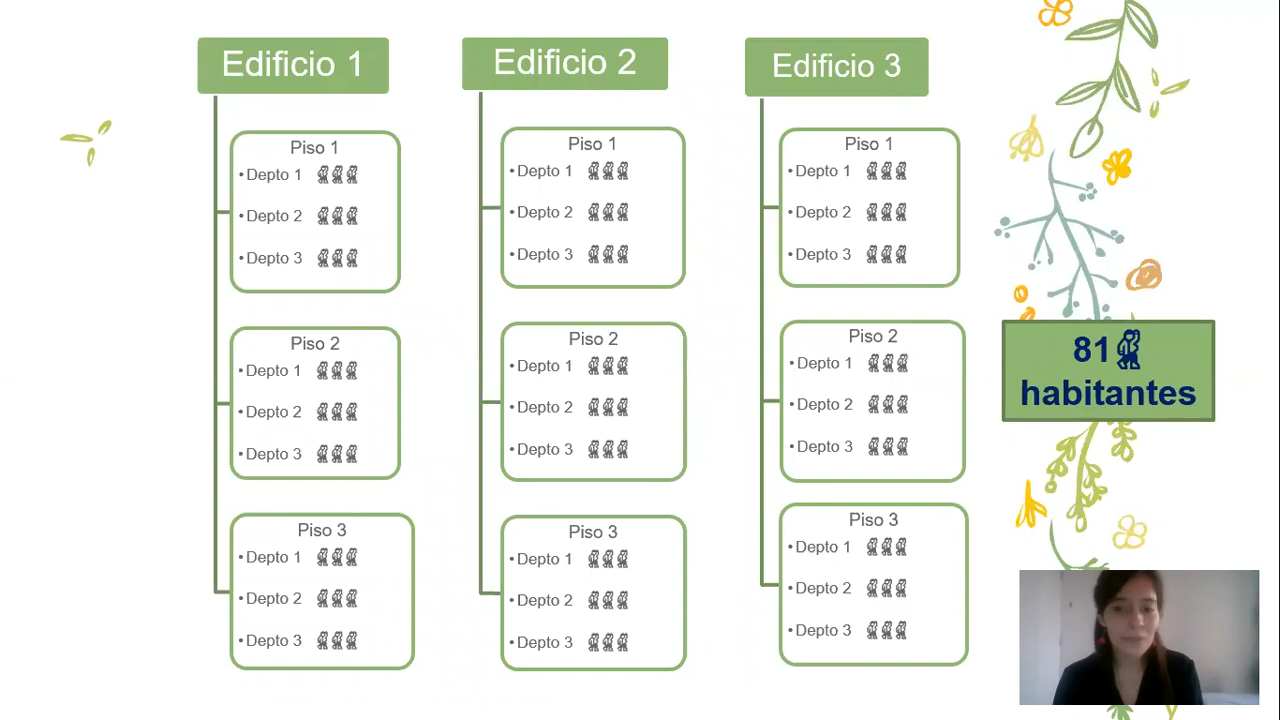 Edificio 1
Piso 1
• Depto 1
• Depto 2
• Depto 3
Piso 2
• Depto 1
• Depto 2
• Depto 3
Piso 3
• Depto 1
• Depto 2
• Depto 3
Edificio 2
Piso 1
• Depto 1
• Depto 2
• Depto 3
Piso 2
• Depto 1
• Depto 2
• Depto 3
Piso 3
• Depto 1
• Depto 2
• Depto 3
Edificio 3
Piso 1
• Depto 1
• Depto 2
• Depto 3
Piso 2
• Depto 1
• Depto 2
• Depto 3
Piso 3
• Depto 1
• Depto 2
• Depto 3
81
habitantes